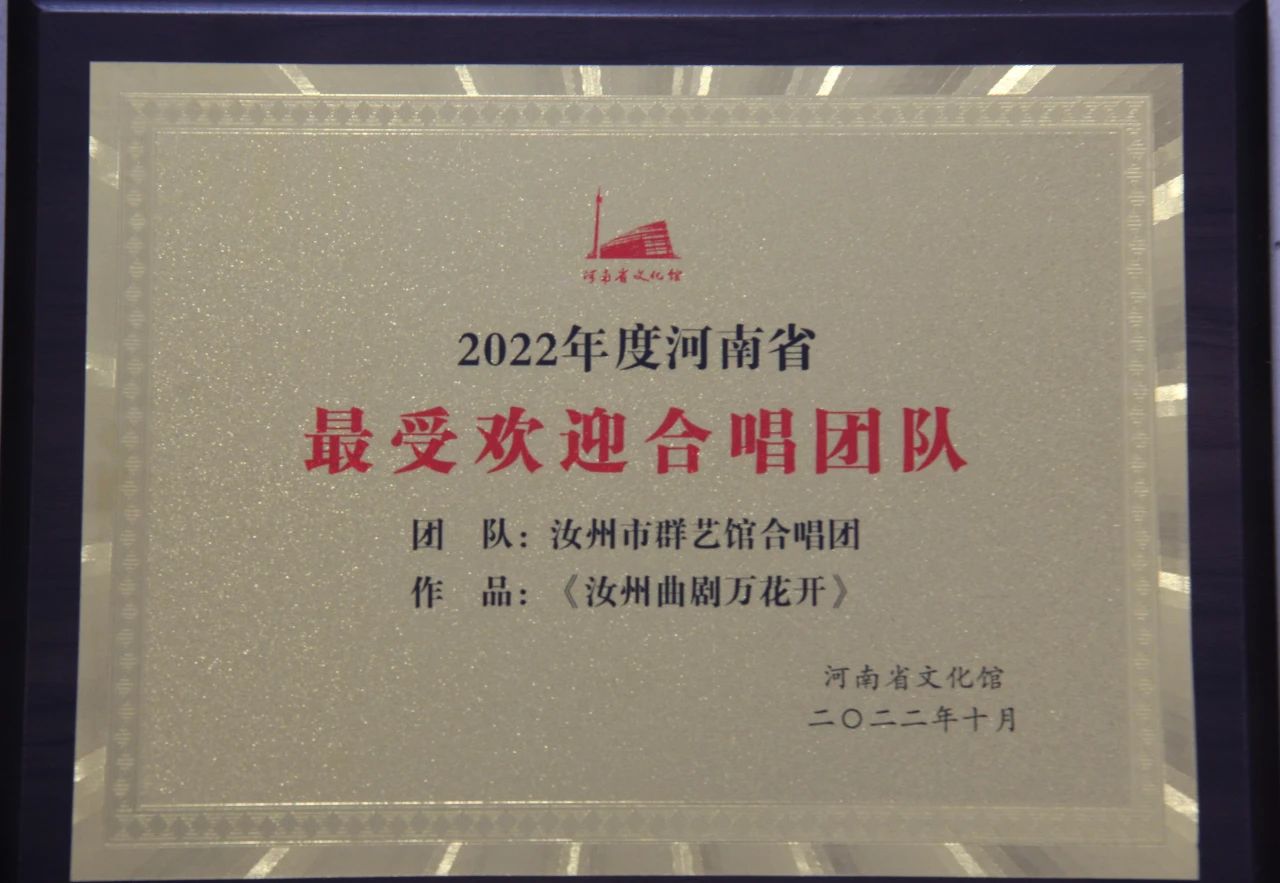 河南省文化馆
2022年度河南省
最受欢迎合唱团队
团 队：汝州市群艺馆合唱团
作 品：《汝州曲剧万花开》
河南省文化馆
二〇二二年十月